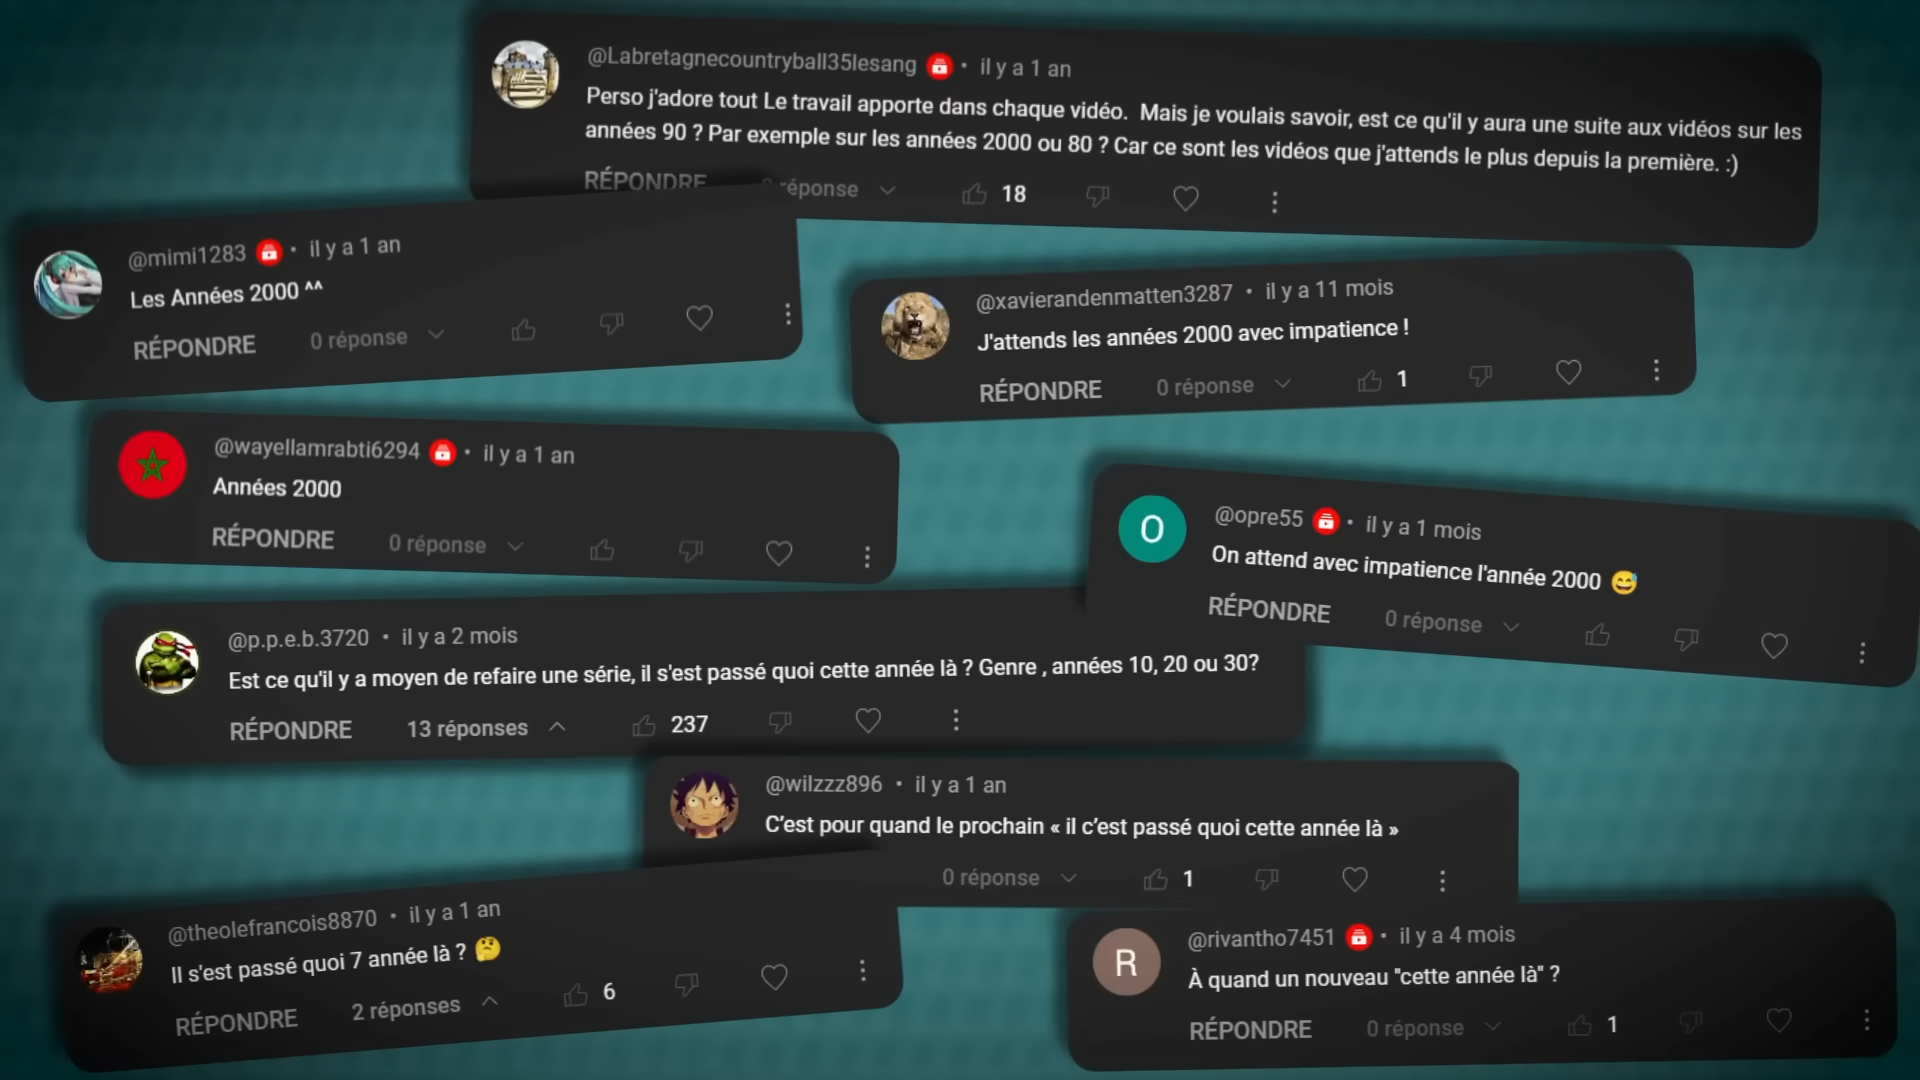 @Labretagnecountryball35lesang • il y a 1 an
Perso j'adore tout Le travail apporte dans chaque vidéo. Mais je voulais savoir, est ce qu'il y aura une suite aux vidéos sur les
années 90 ? Par exemple sur les années 2000 ou 80 ? Car ce sont les vidéos que j'attends le plus depuis la première. :)
RÉPONDRE réponse 18
@mimi1283 • il y a 1 an
Les Années 2000 ^^
RÉPONDRE 0 réponse
@xavierandenmatten3287 • il y a 11 mois
J'attends les années 2000 avec impatience !
RÉPONDRE 0 réponse 1
@wayellamrabti6294 • il y a 1 an
Années 2000
RÉPONDRE 0 réponse
O
@opre55 • il y a 1 mois
On attend avec impatience l'année 2000 😅
RÉPONDRE 0 réponse
@p.p.e.b.3720 • il y a 2 mois
Est ce qu'il y a moyen de refaire une série, il s'est passé quoi cette année là ? Genre , années 10, 20 ou 30?
RÉPONDRE 13 réponses 237
@wilzzz896 • il y a 1 an
C’est pour quand le prochain « il c’est passé quoi cette année là »
0 réponse 1
@theolefrancois8870 • il y a 1 an
Il s'est passé quoi 7 année là ? 🤔
RÉPONDRE 2 réponses 6
R
@rivantho7451 • il y a 4 mois
À quand un nouveau "cette année là" ?
RÉPONDRE 0 réponse 1